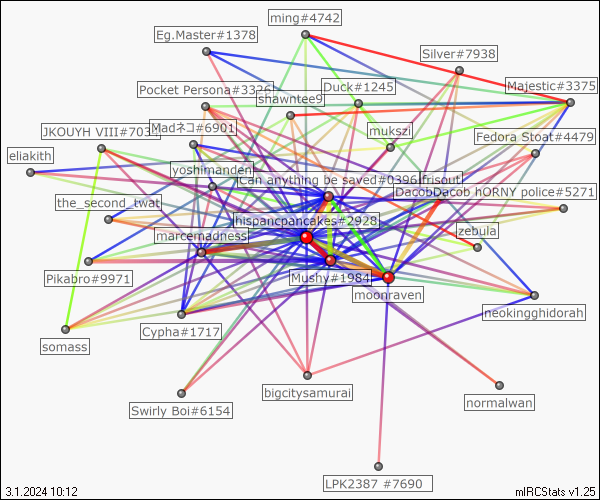 ming#4742
Eg.Master#1378
Silver#7938
Pocket Persona#3326
Duck#1245
Majestic#3375
shawntee9
JKOUYH VIII#703
Madネコ#6901
mukszi
Fedora Stoat#4479
eliakith
yoshimanden
Can anything be saved#0396
frisout
DacobDacob
hORNY police#5271
the_second_twat
hispancpancakes#2928
marcemadness
zebula
Pikabro#9971
Mushy#1984
moonraven
neokingghidorah
Cypha#1717
somass
bigcitysamurai
Swirly Boi#6154
normalwan
LPK2387 #7690
3.1.2024 10:12
mIRCStats v1.25